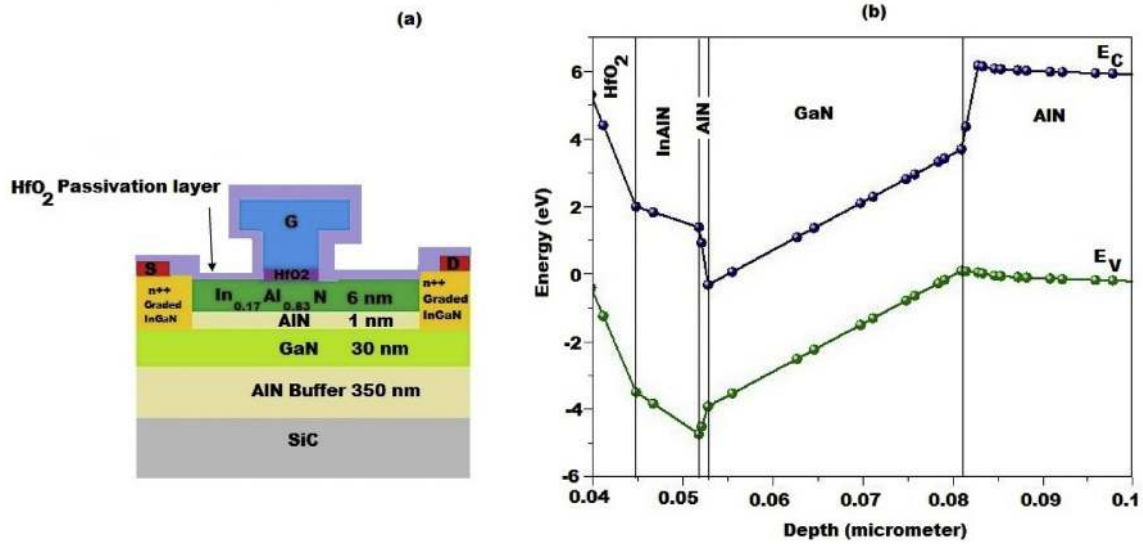 (a)
HfO2 Passivation layer
G
HfO2
S
D
n++
Graded
InGaN
In0.17Al0.83N 6 nm
n++
Graded
InGaN
AlN 1 nm
GaN 30 nm
AlN Buffer 350 nm
SiC
(b)
Energy (eV)
6
4
2
0
-2
-4
-6
HfO2
InAlN
AlN
GaN
AlN
EC
EV
0.04
0.05
0.06
0.07
0.08
0.09
0.1
Depth (micrometer)